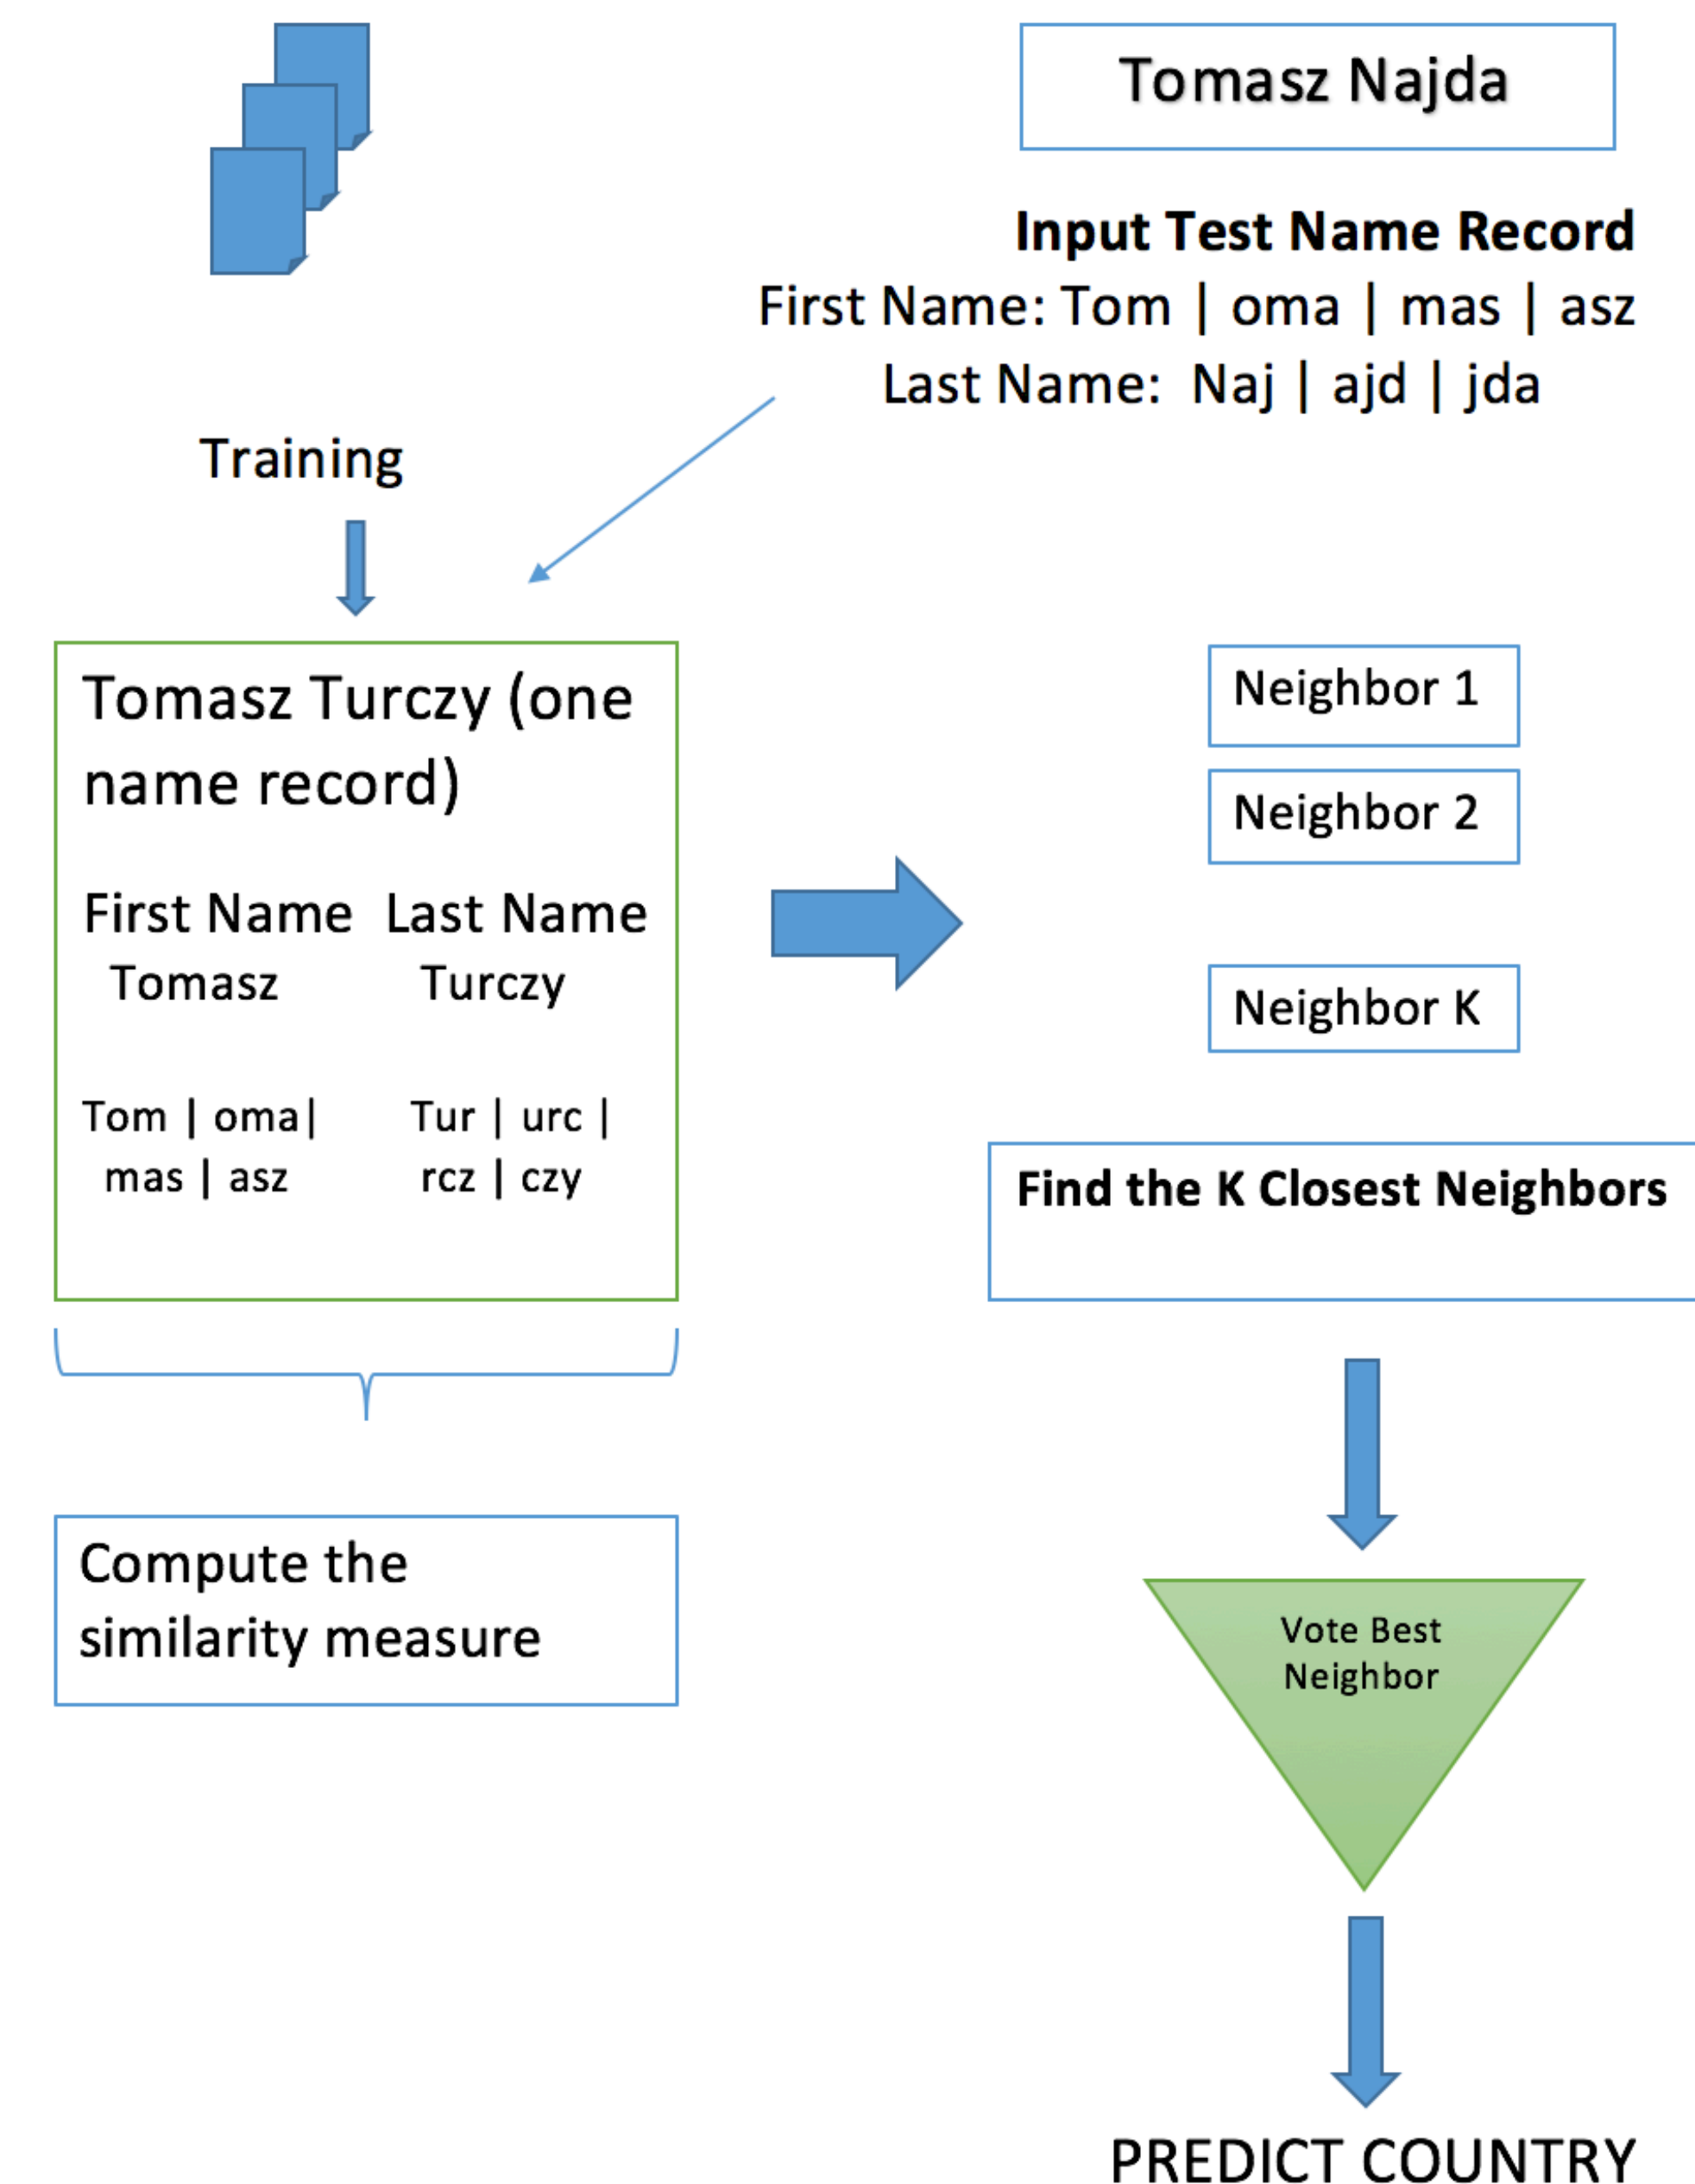 Tomasz Najda
Input Test Name Record
First Name: Tom | oma | mas | asz
Last Name: Naj | ajd | jda
Training
Tomasz Turczy (one
name record)
First Name Last Name
Tomasz Turczy
Tom | oma| Tur | urc |
mas | asz rcz | czy
Compute the
similarity measure
Neighbor 1
Neighbor 2
Neighbor K
Find the K Closest Neighbors
Vote Best
Neighbor
PREDICT COUNTRY